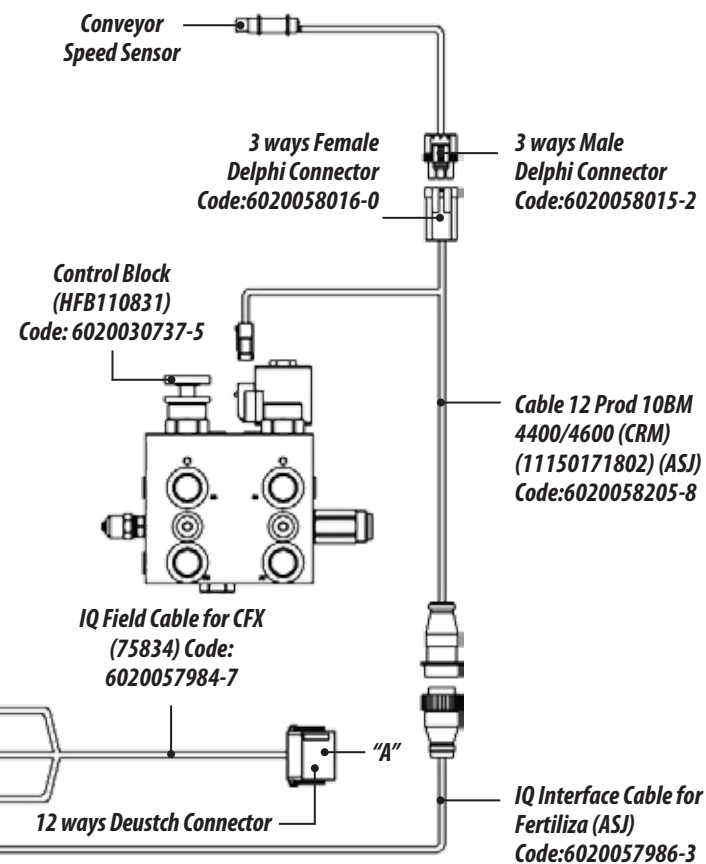 Conveyor
Speed Sensor
3 ways Female
Delphi Connector
Code:6020058016-0
3 ways Male
Delphi Connector
Code:6020058015-2
Control Block
(HFB110831)
Code: 6020030737-5
Cable 12 Prod 10BM
4400/4600 (CRM)
(11150171802) (ASJ)
Code:6020058205-8
IQ Field Cable for CFX
(75834) Code:
6020057984-7
“A”
12 ways Deustch Connector
IQ Interface Cable for
Fertiliza (ASJ)
Code:6020057986-3